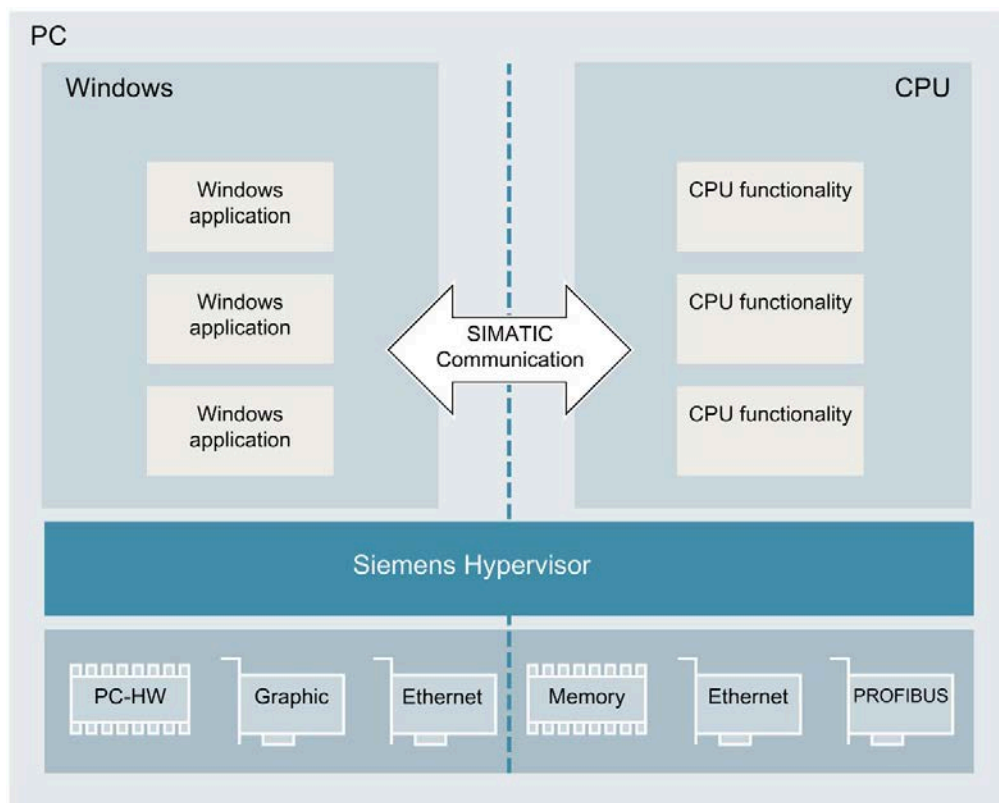 PC
Windows
CPU
Windows
application
CPU functionality
Windows
application
SIMATIC
Communication
CPU functionality
Windows
application
CPU functionality
Siemens Hypervisor
PC-HW
Graphic
Ethernet
Memory
Ethernet
PROFIBUS